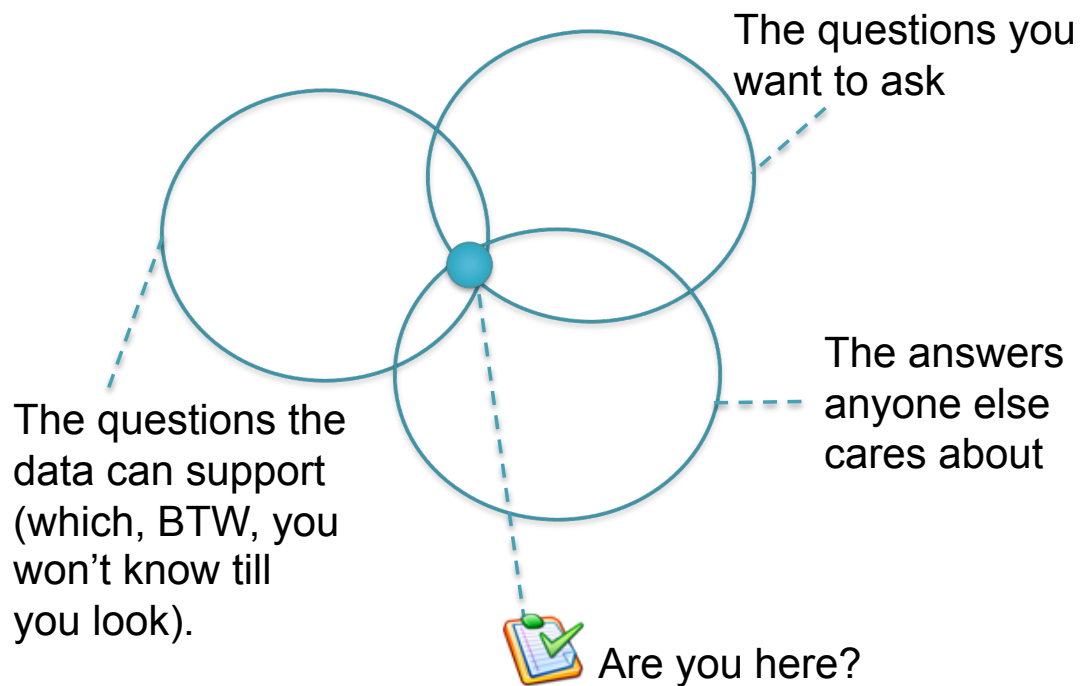 The questions you
want to ask
The answers
anyone else
cares about
The questions the
data can support
(which, BTW, you
won’t know till
you look).
Are you here?